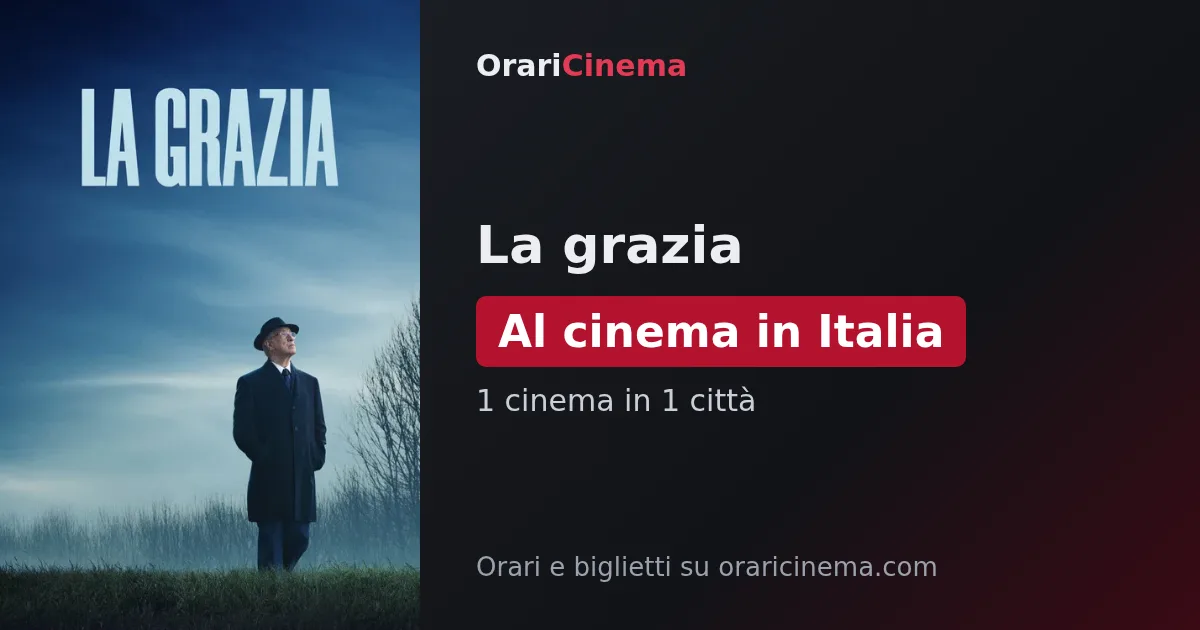 LA GRAZIA
OrariCinema
La grazia
Al cinema in Italia
1 cinema in 1 città
Orari e biglietti su oraricinema.com